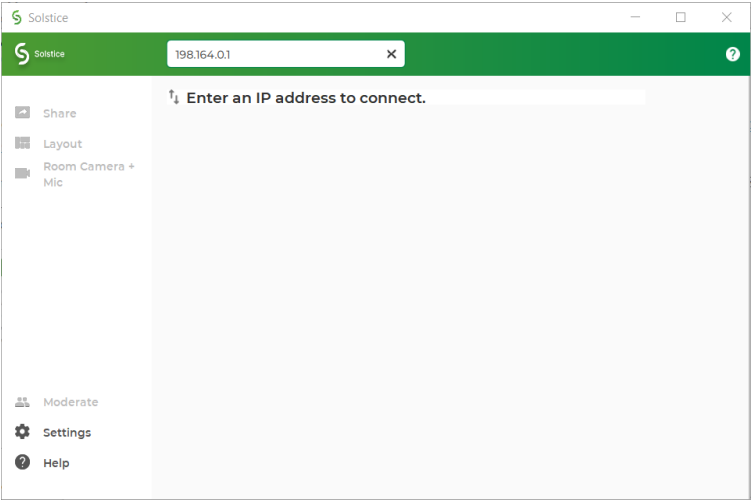 Solstice
Solstice
198.164.0.1
Enter an IP address to connect.
Share
Layout
Room Camera +
Mic
Moderate
Settings
Help